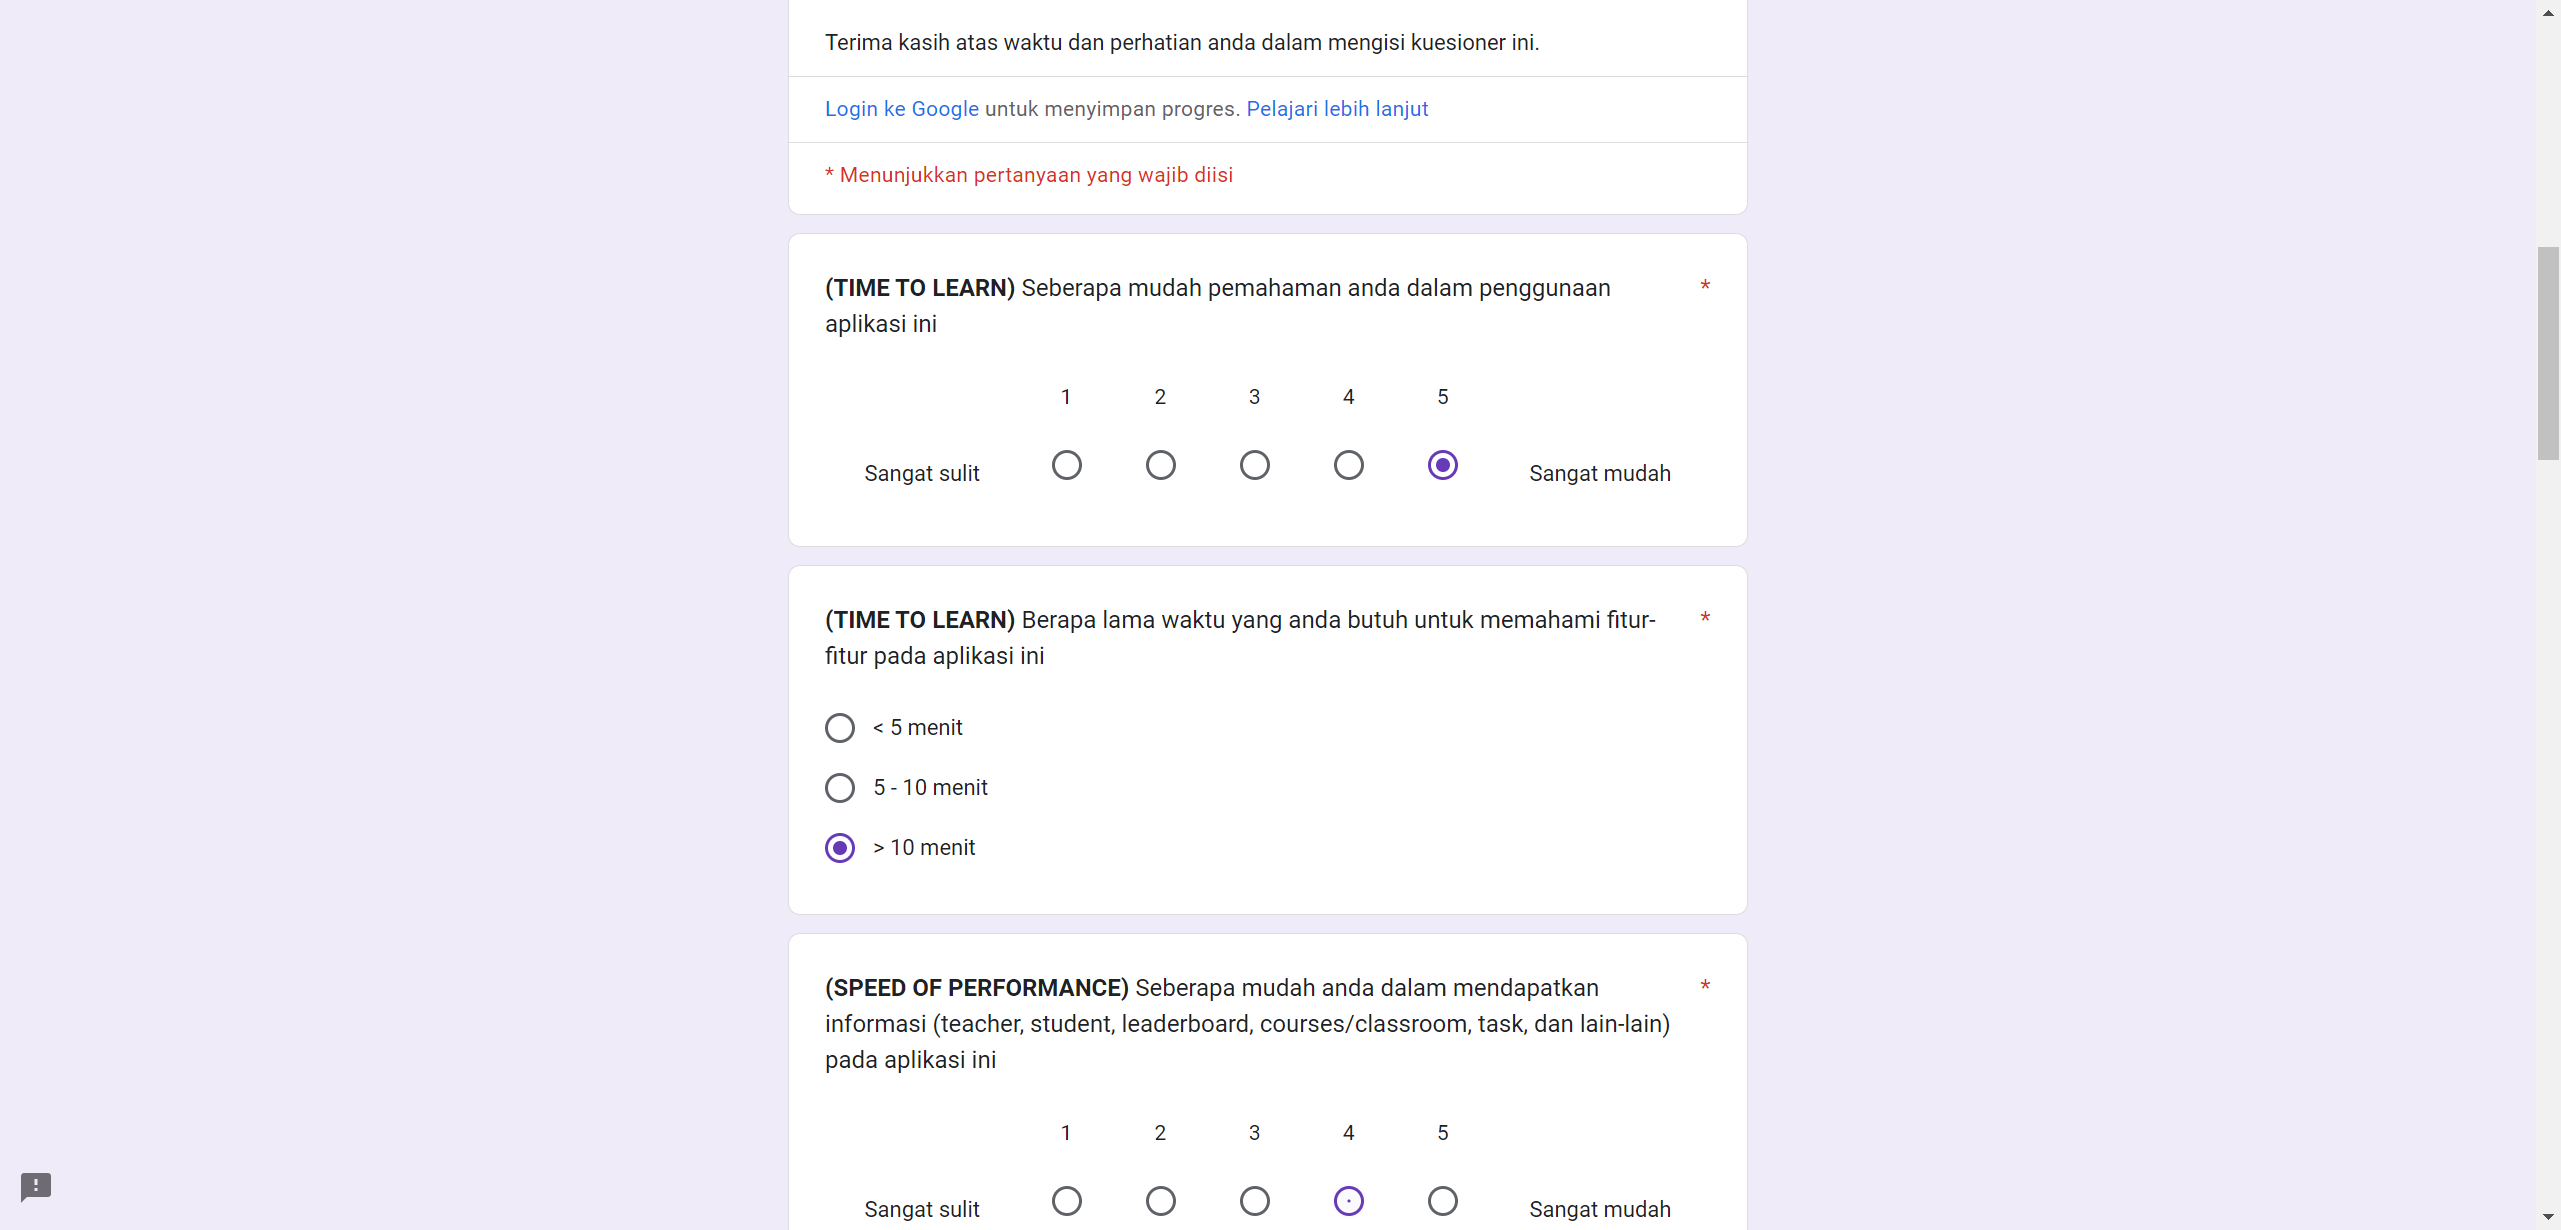 Terima kasih atas waktu dan perhatian anda dalam mengisi kuesioner ini.
Login ke Google untuk menyimpan progres. Pelajari lebih lanjut
* Menunjukkan pertanyaan yang wajib diisi
(TIME TO LEARN) Seberapa mudah pemahaman anda dalam penggunaan *
aplikasi ini
1 2 3 4 5
Sangat sulit Sangat mudah
(TIME TO LEARN) Berapa lama waktu yang anda butuh untuk memahami fitur- *
fitur pada aplikasi ini
< 5 menit
5 - 10 menit
> 10 menit
(SPEED OF PERFORMANCE) Seberapa mudah anda dalam mendapatkan *
informasi (teacher, student, leaderboard, courses/classroom, task, dan lain-lain)
pada aplikasi ini
1 2 3 4 5
Sangat sulit Sangat mudah